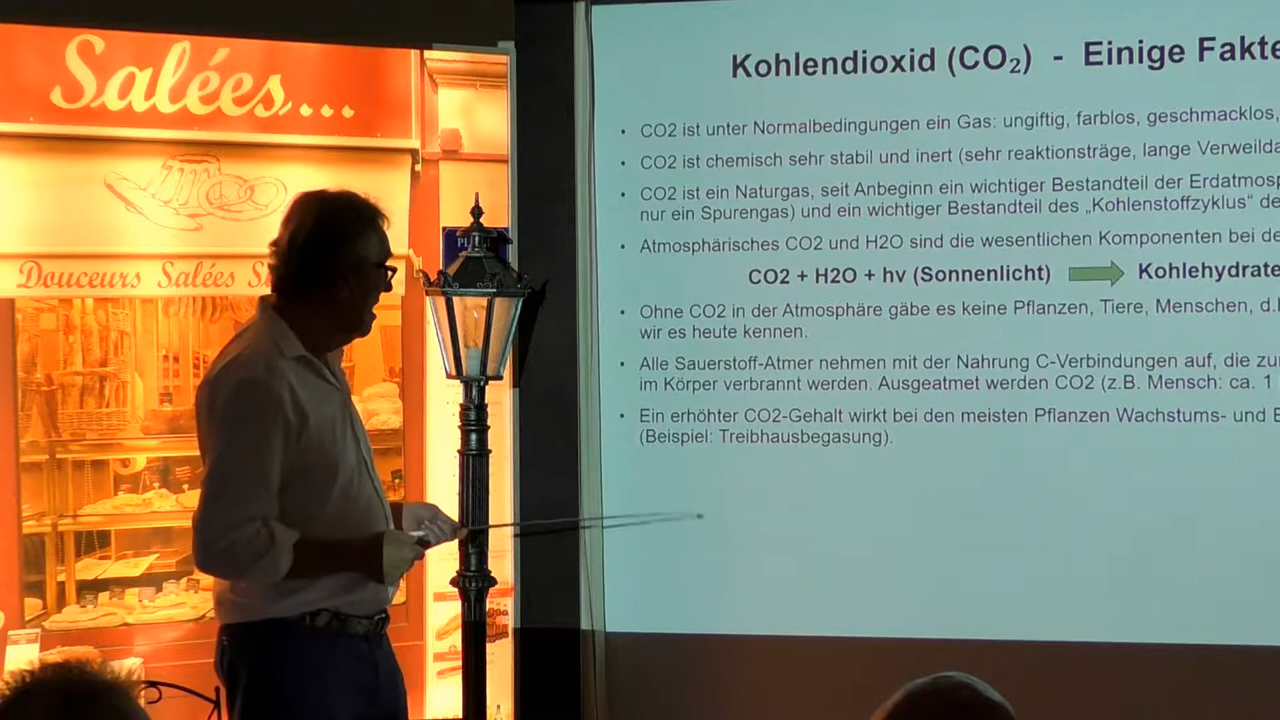 Salées...
Douceurs Salées
Kohlendioxid (CO₂) - Einige Fakte
• CO2 ist unter Normalbedingungen ein Gas: ungiftig, farblos, geschmacklos,
• CO2 ist chemisch sehr stabil und inert (sehr reaktionsträge, lange Verweilda
• CO2 ist ein Naturgas, seit Anbeginn ein wichtiger Bestandteil der Erdatmosp
nur ein Spurengas) und ein wichtiger Bestandteil des „Kohlenstoffzyklus“ de
• Atmosphärisches CO2 und H2O sind die wesentlichen Komponenten bei de
CO2 + H2O + hv (Sonnenlicht) Kohlehydrate
• Ohne CO2 in der Atmosphäre gäbe es keine Pflanzen, Tiere, Menschen, d.
wir es heute kennen.
• Alle Sauerstoff-Atmer nehmen mit der Nahrung C-Verbindungen auf, die zu
im Körper verbrannt werden. Ausgeatmet werden CO2 (z.B. Mensch: ca. 1
• Ein erhöhter CO2-Gehalt wirkt bei den meisten Pflanzen Wachstums- und E
(Beispiel: Treibhausbegasung).